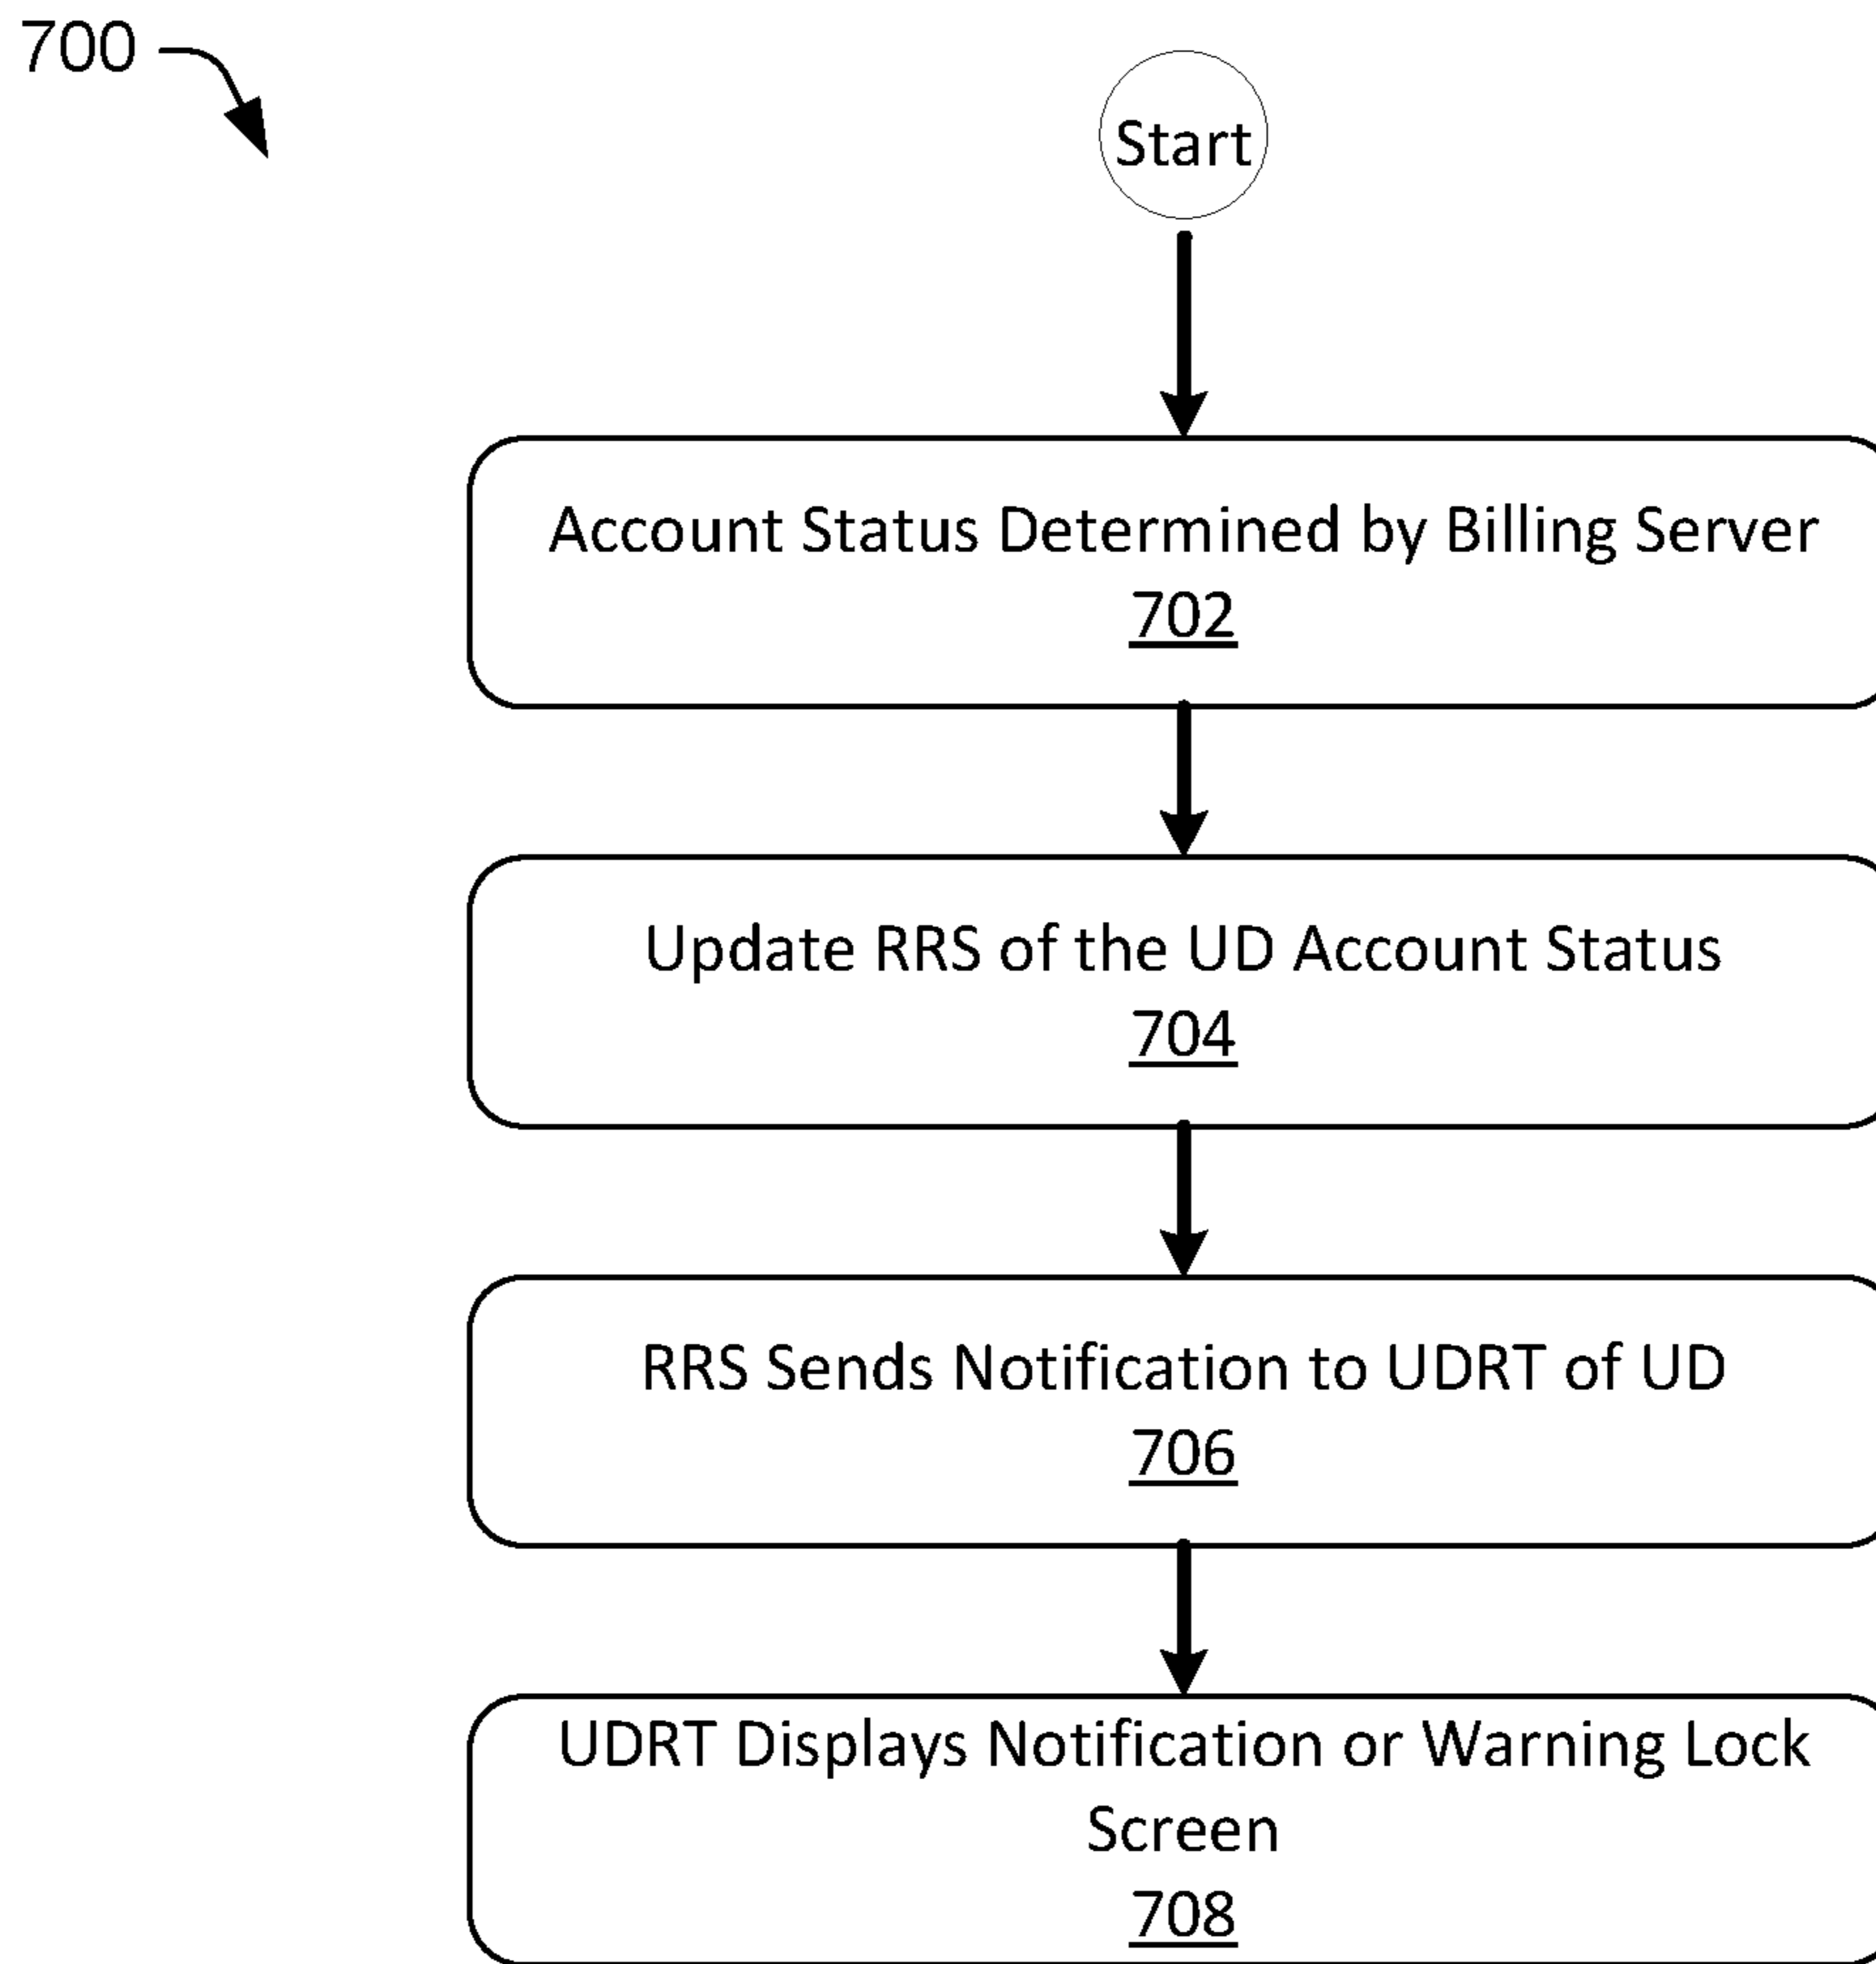 700
Start
Account Status Determined by Billing Server
702
Update RRS of the UD Account Status
704
RRS Sends Notification to UDRT of UD
706
UDRT Displays Notification or Warning Lock
Screen
708